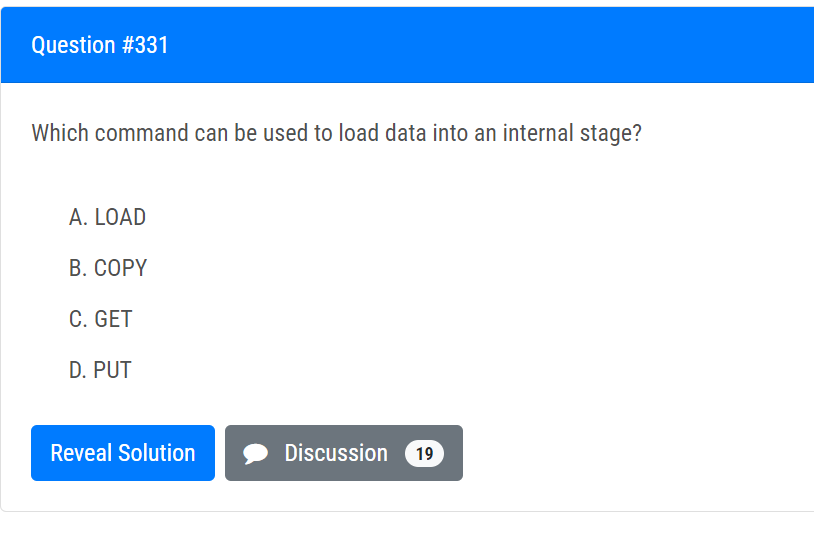 Question #331
Which command can be used to load data into an internal stage?
A. LOAD
B. COPY
C. GET
D. PUT
Reveal Solution Discussion 19